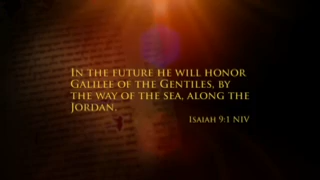 In the future he will honor
Galilee of the Gentiles, by
the way of the sea, along the
Jordan.
Isaiah 9:1 NIV